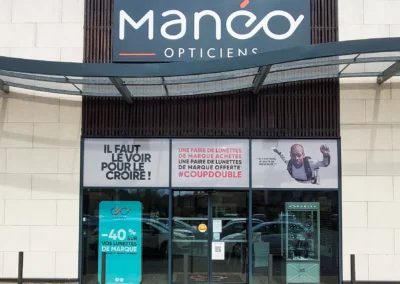 Manéo
OPTICIENS
IL FAUT
LE VOIR
POUR LE
CROIRE !
UNE PAIRE DE LUNETTES
DE MARQUE ACHETÉE
UNE PAIRE DE LUNETTES
DE MARQUE OFFERTE
#COUPDOUBLE
-40%
SUR
VOS LUNETTES
DE MARQUE